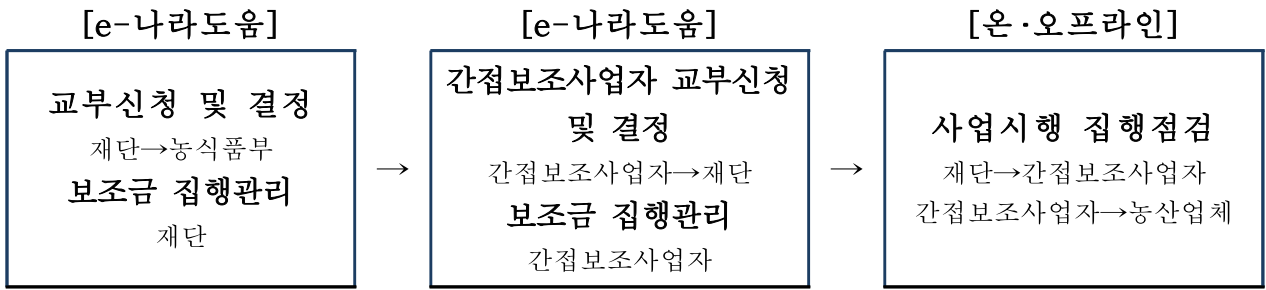 [e-나라도움]
교부신청 및 결정
재단→농식품부
보조금 집행관리
재단
→
[e-나라도움]
간접보조사업자 교부신청
및 결정
간접보조사업자→재단
보조금 집행관리
간접보조사업자
→
[온·오프라인]
사업시행 집행점검
재단→간접보조사업자
간접보조사업자→농산업체